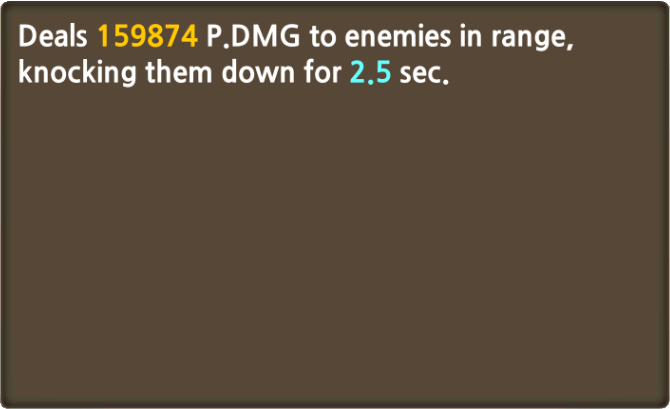 Deals 159874 P.DMG to enemies in range,
knocking them down for 2.5 sec.